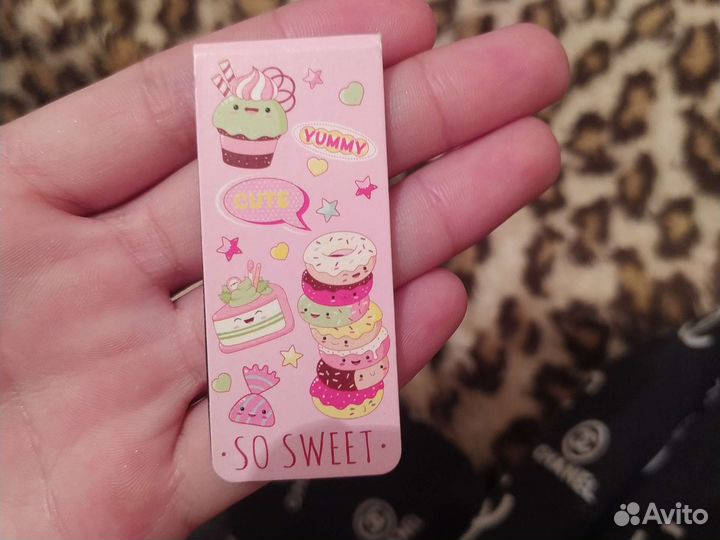 YUMMY
CUTE
· SO SWEET ·
CHANEL
Avito